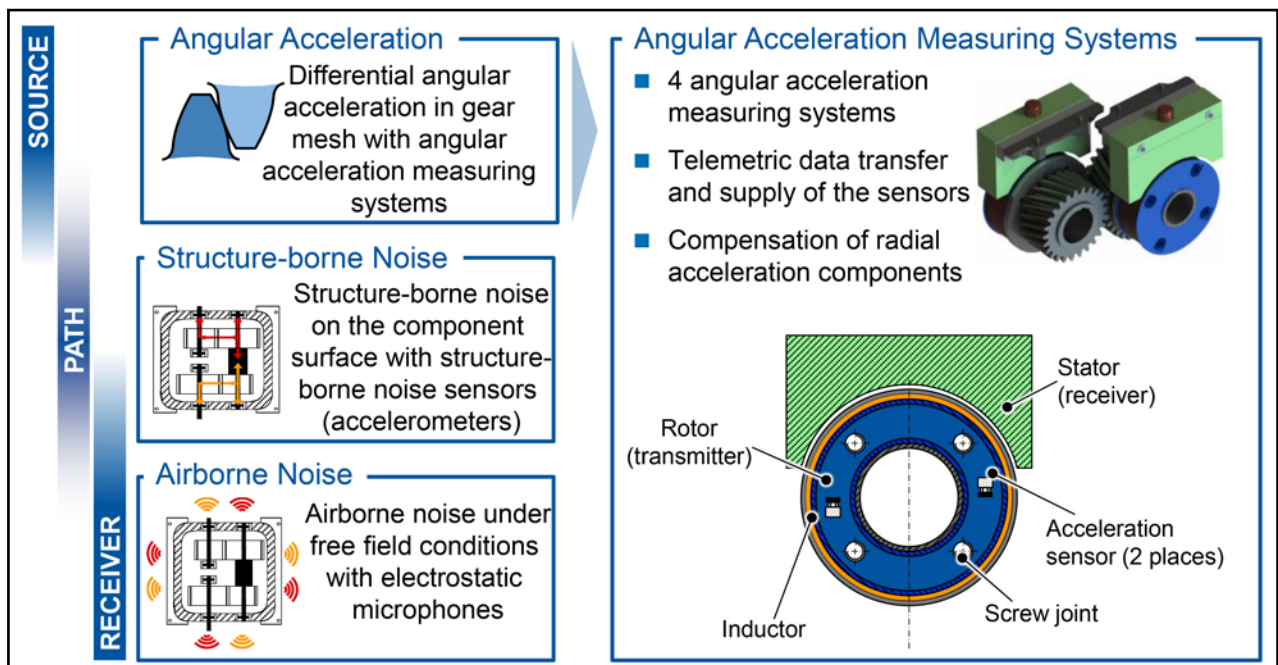 SOURCE
PATH
RECEIVER
Angular Acceleration
Differential angular
acceleration in gear
mesh with angular
acceleration measuring
systems
Structure-borne Noise
Structure-borne noise
on the component
surface with structure-
borne noise sensors
(accelerometers)
Airborne Noise
Airborne noise under
free field conditions
with electrostatic
microphones
Angular Acceleration Measuring Systems
4 angular acceleration
measuring systems
Telemetric data transfer
and supply of the sensors
Compensation of radial
acceleration components
Stator
(receiver)
Rotor
(transmitter)
Acceleration
sensor (2 places)
Screw joint
Inductor